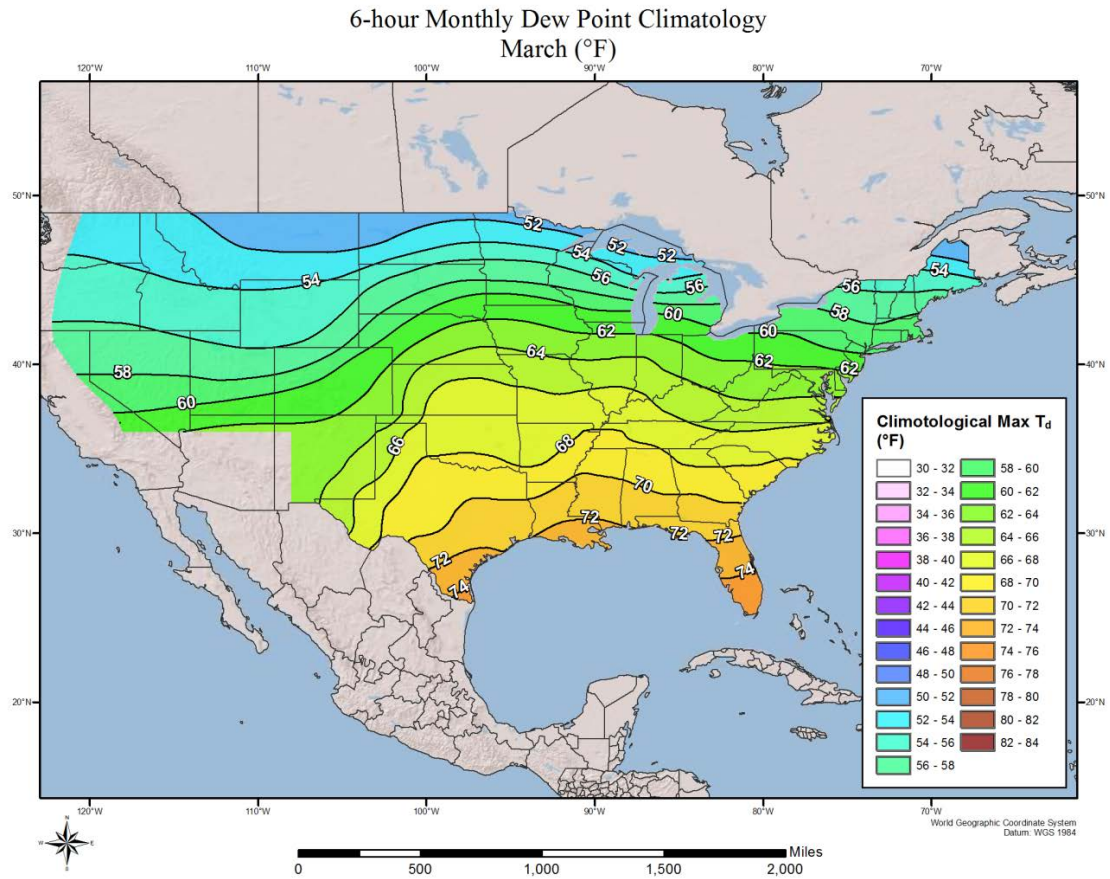 6-hour Monthly Dew Point Climatology
March (°F)
120°W 110°W 100°W 90°W 80°W 70°W
50°N 50°N
40°N 40°N
30°N 30°N
20°N 20°N
52
52 52
54
54 54
56
56 56
58
60 60
58 62 62 62
60 64
66
68
70
72 72 72
72
74 74
Climotological Max Td
(°F)
30 - 32 58 - 60
32 - 34 60 - 62
34 - 36 62 - 64
36 - 38 64 - 66
38 - 40 66 - 68
40 - 42 68 - 70
42 - 44 70 - 72
44 - 46 72 - 74
46 - 48 74 - 76
48 - 50 76 - 78
50 - 52 78 - 80
52 - 54 80 - 82
54 - 56 82 - 84
56 - 58
120°W 110°W 100°W 90°W 80°W 70°W
World Geographic Coordinate System
Datum: WGS 1984
N
W E
S
Miles
0 500 1,000 1,500 2,000